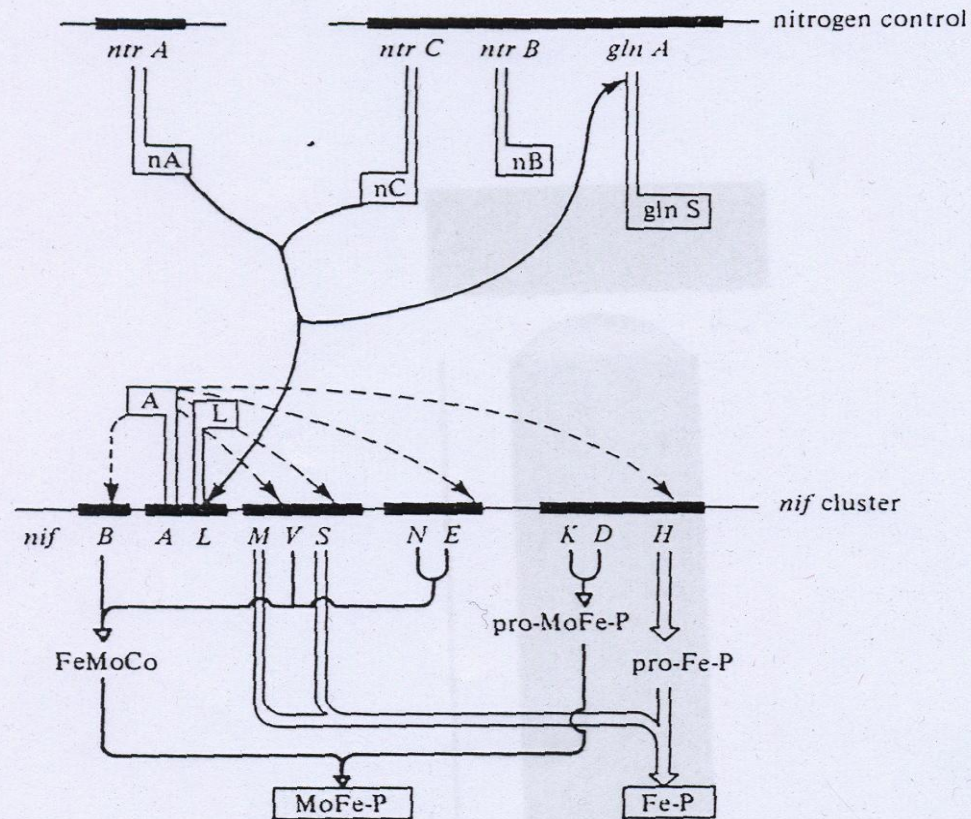 nitrogen control
ntr A ntr C ntr B gln A
nA nC nB gln S
A L
nif cluster
nif B A L M V S N E K D H
pro-MoFe-P
FeMoCo pro-Fe-P
MoFe-P Fe-P